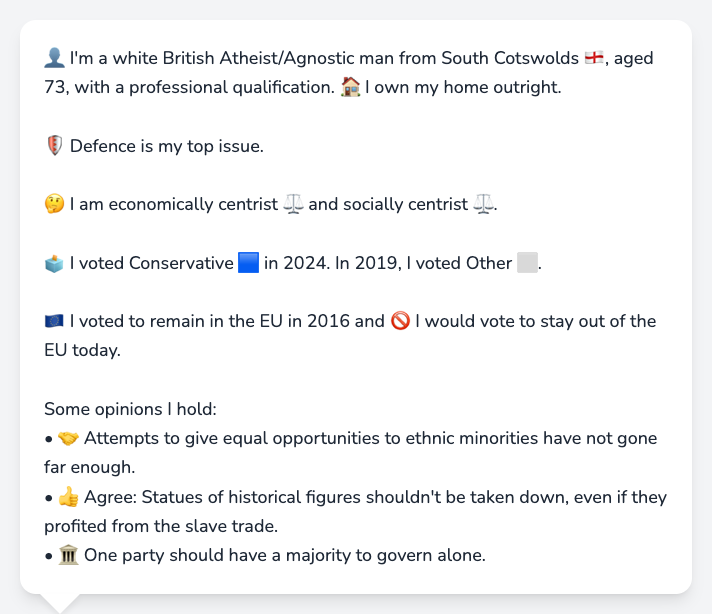 👤 I'm a white British Atheist/Agnostic man from South Cotswolds 🏴󠁧󠁢󠁥󠁮󠁧󠁿, aged
73, with a professional qualification. 🏠 I own my home outright.
🛡️ Defence is my top issue.
🤔 I am economically centrist ⚖️ and socially centrist ⚖️.
🗳️ I voted Conservative 🟦 in 2024. In 2019, I voted Other ⬜.
🇪🇺 I voted to remain in the EU in 2016 and 🚫 I would vote to stay out of the
EU today.
Some opinions I hold:
• 🤝 Attempts to give equal opportunities to ethnic minorities have not gone
far enough.
• 👍 Agree: Statues of historical figures shouldn't be taken down, even if they
profited from the slave trade.
• 🏛️ One party should have a majority to govern alone.